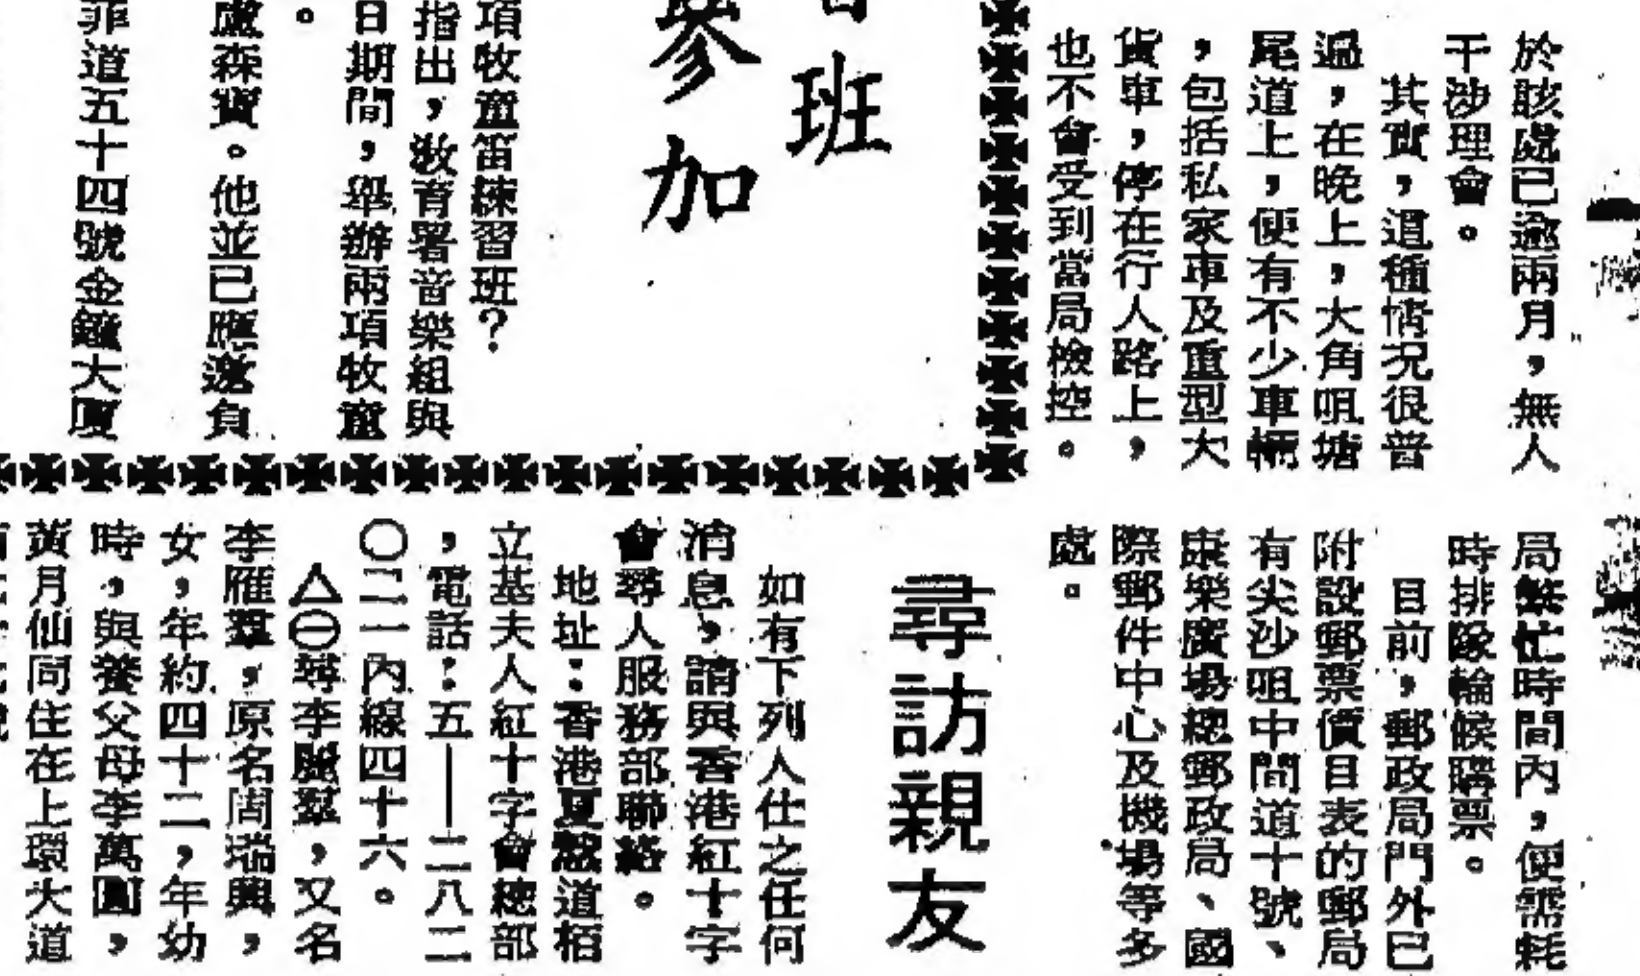 於該處已逾兩月，無人
干涉理會。
其實，這種情况很普
遍，在晚上，大角咀塘
尾道上，便有不少車輛
，包括私家車及重型大
貨車，停在行人路上，
也不會受到當局檢控。
班
參加
項牧童笛練習班？
指出，教育署音樂組與
日期間，舉辦兩項牧童
。
盧森寶。他並已應邀負
菲道五十四號金鐘大廈
局繁忙時間內，便需耗
時排隊輪候購票。
目前，郵政局門外已
附設郵票價目表的郵局
有尖沙咀中間道十號、
康樂廣場總郵政局、國
際郵件中心及機場等多
處。
尋訪親友
如有下列人仕之任何
消息，請與香港紅十字
會尋人服務部聯絡。
地址：香港夏慤道栢
立基夫人紅十字會總部
，電話：五——二八二
〇二一內線四十六。
△㊀尋李麗羣，又名
李雁羣，原名周瑞興，
女，年約四十二，年幼
時，與養父母李萬圓，
黃月仙同住在上環大道